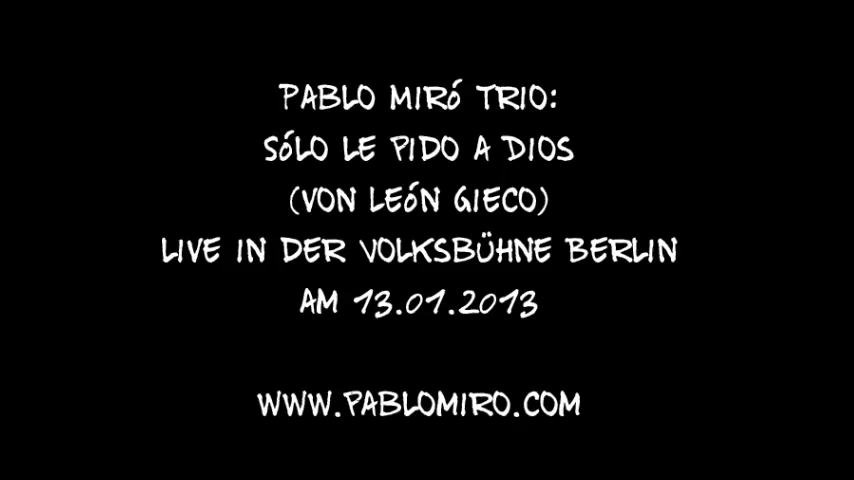 PABLO MIRÓ TRIO:
SÓLO LE PIDO A DIOS
(VON LEÓN GIECO)
LIVE IN DER VOLKSBÜHNE BERLIN
AM 13.01.2013
WWW.PABLOMIRO.COM